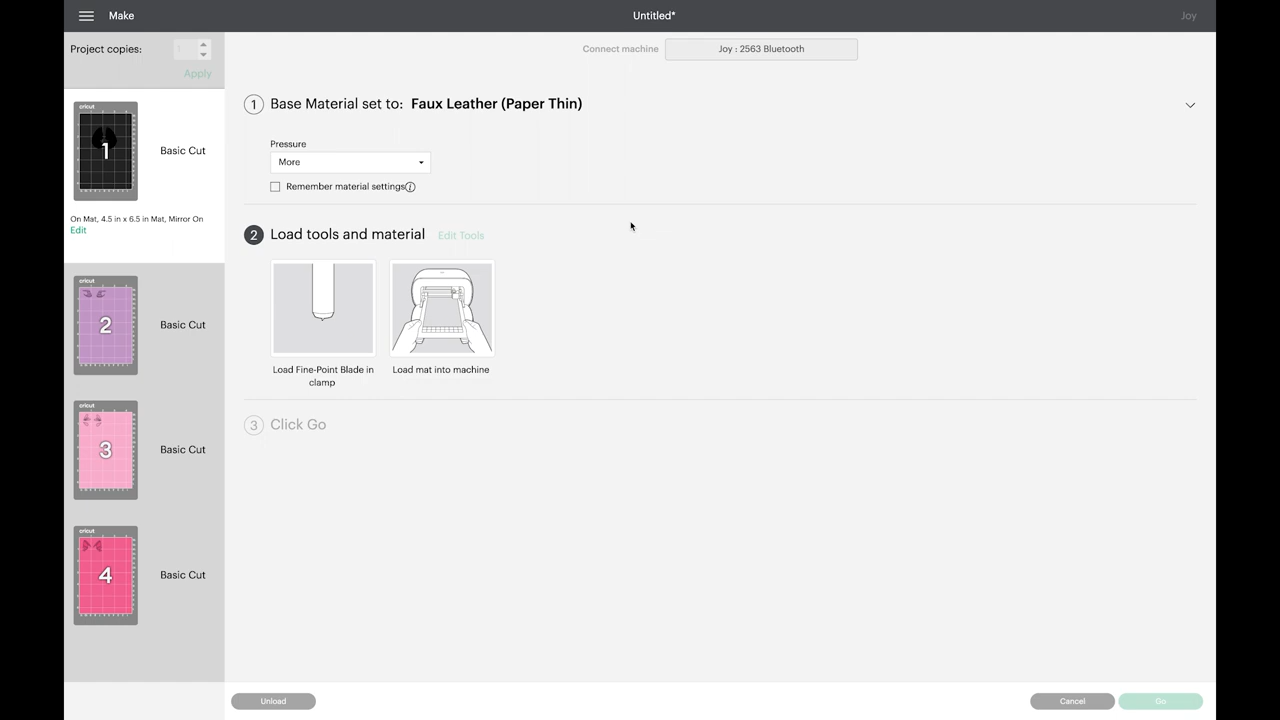 Make
Untitled*
Joy
Project copies:
1
Apply
Connect machine
Joy : 2563 Bluetooth
cricut
1
Basic Cut
On Mat, 4.5 in x 6.5 in Mat, Mirror On
Edit
cricut
2
Basic Cut
cricut
3
Basic Cut
cricut
4
Basic Cut
1 Base Material set to: Faux Leather (Paper Thin)
Pressure
More
Remember material settings
2 Load tools and material Edit Tools
Load Fine-Point Blade in
clamp
Load mat into machine
3 Click Go
Unload
Cancel
Go